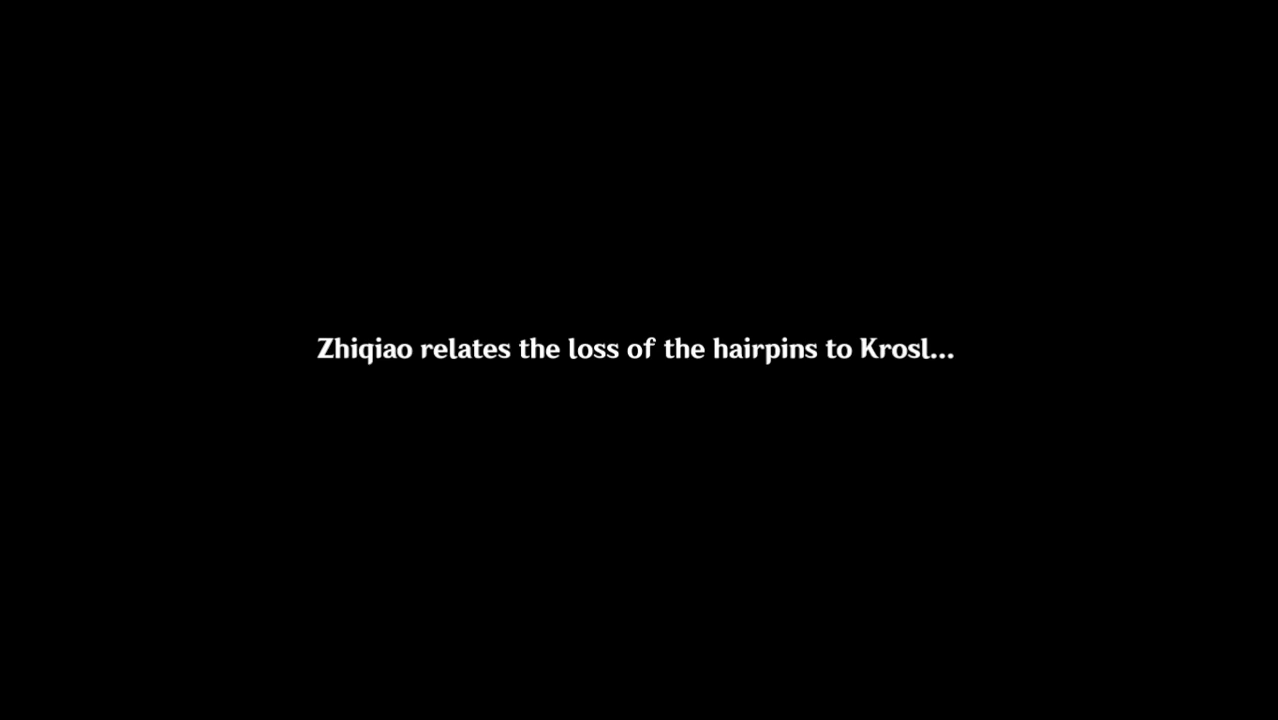 Zhiqiao relates the loss of the hairpins to Krosl...